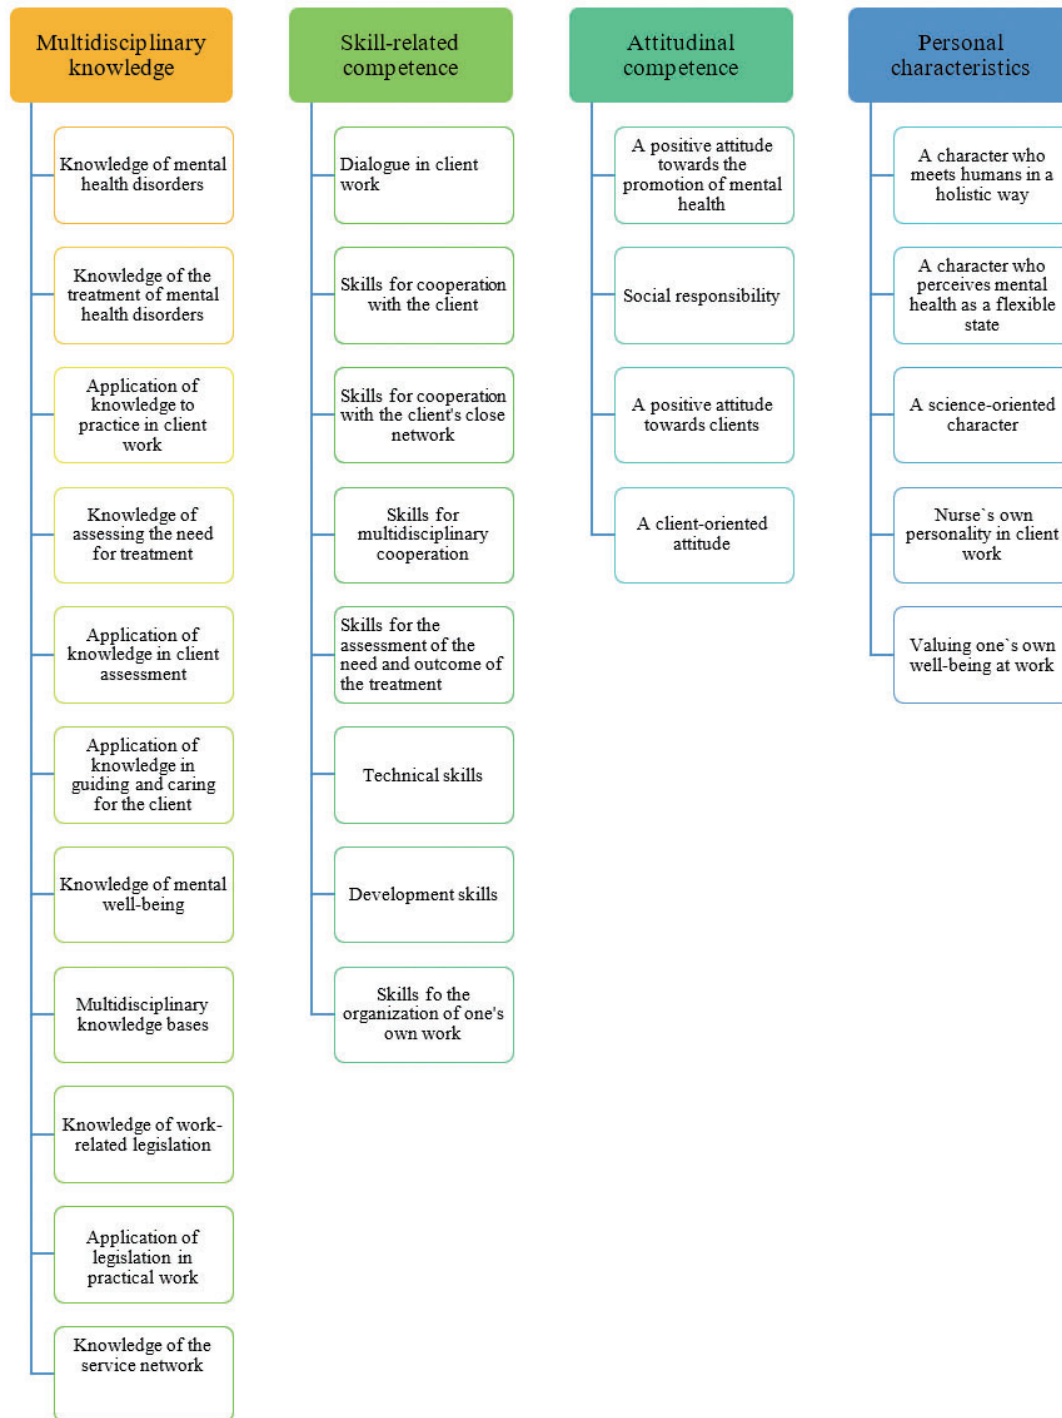 Multidisciplinary
knowledge
Knowledge of mental
health disorders
Knowledge of the
treatment of mental
health disorders
Application of
knowledge to
practice in client
work
Knowledge of
assessing the need
for treatment
Application of
knowledge in client
assessment
Application of
knowledge in
guiding and caring
for the client
Knowledge of mental
well-being
Multidisciplinary
knowledge bases
Knowledge of work-
related legislation
Application of
legislation in
practical work
Knowledge of the
service network
Skill-related
competence
Dialogue in client
work
Skills for cooperation
with the client
Skills for cooperation
with the client's close
network
Skills for
multidisciplinary
cooperation
Skills for the
assessment of the
need and outcome of
the treatment
Technical skills
Development skills
Skills fo the
organization of one's
own work
Attitudinal
competence
A positive attitude
towards the
promotion of mental
health
Social responsibility
A positive attitude
towards clients
A client-oriented
attitude
Personal
characteristics
A character who
meets humans in a
holistic way
A character who
perceives mental
health as a flexible
state
A science-oriented
character
Nurse`s own
personality in client
work
Valuing one`s own
well-being at work